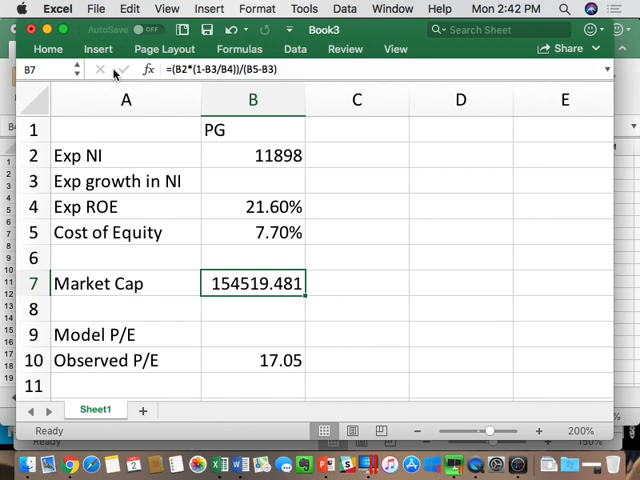 Excel File Edit View Insert Format Tools Data Window Help Mon 2:42 PM
AutoSave OFF Book3 Search Sheet
Home Insert Page Layout Formulas Data Review View Share
B7 fx =(B2*(1-B3/B4))/(B5-B3)
A B C D E
1 PG
2 Exp NI 11898
3 Exp growth in NI
4 Exp ROE 21.60%
5 Cost of Equity 7.70%
6
7 Market Cap 154519.481
8
9 Model P/E
10 Observed P/E 17.05
11
Sheet1
Ready 200%
Ready 150%